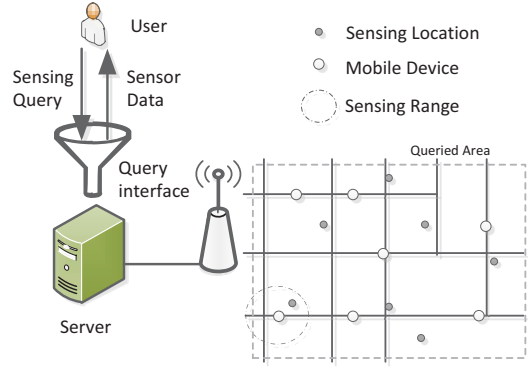 User
Sensing
Query
Sensor
Data
Query
interface
Server
Sensing Location
Mobile Device
Sensing Range
Queried Area